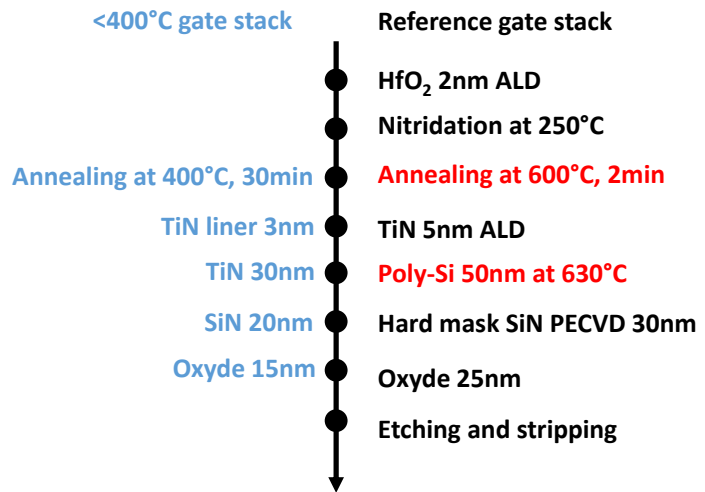 <400°C gate stack Reference gate stack
HfO₂ 2nm ALD
Nitridation at 250°C
Annealing at 400°C, 30min Annealing at 600°C, 2min
TiN liner 3nm TiN 5nm ALD
TiN 30nm Poly-Si 50nm at 630°C
SiN 20nm Hard mask SiN PECVD 30nm
Oxyde 15nm Oxyde 25nm
Etching and stripping